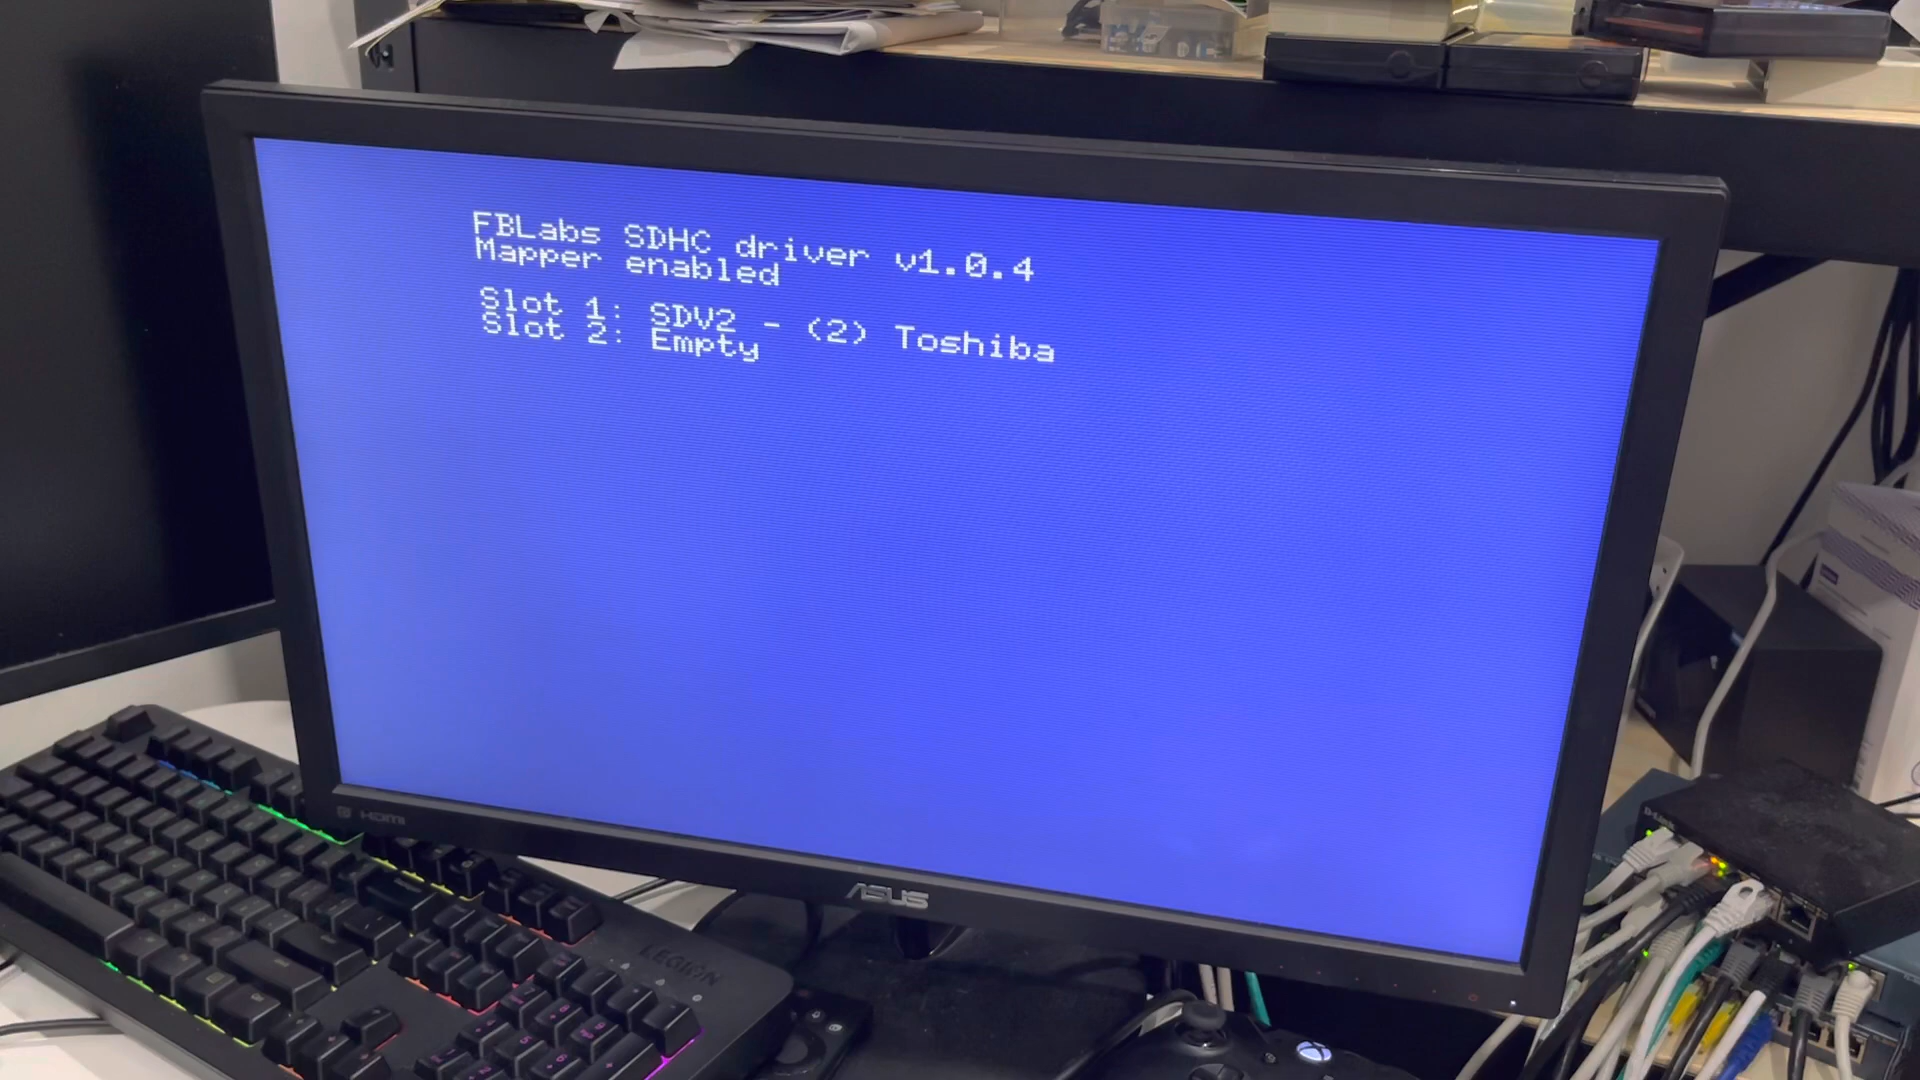 FBLabs SDHC driver v1.0.4
Mapper enabled
Slot 1: SDV2 - (2) Toshiba
Slot 2: Empty
HDMI
ASUS
LEGION
D-Link